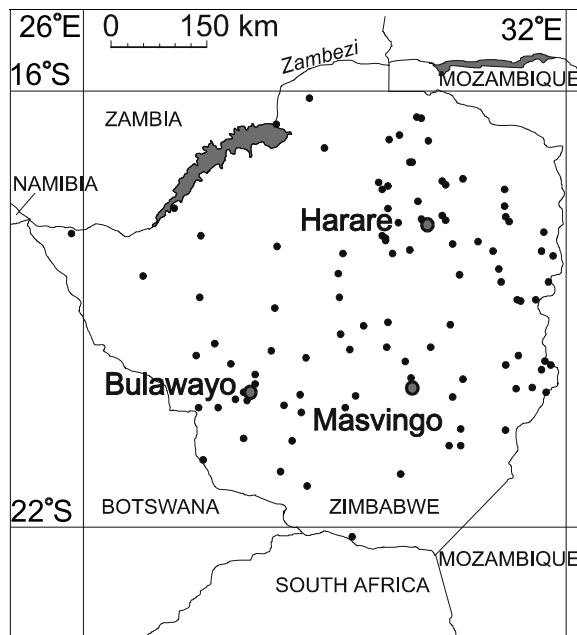 26°E
0 150 km
32°E
Zambezi
16°S
MOZAMBIQUE
ZAMBIA
NAMIBIA
Harare
Bulawayo
Masvingo
BOTSWANA
ZIMBABWE
22°S
MOZAMBIQUE
SOUTH AFRICA